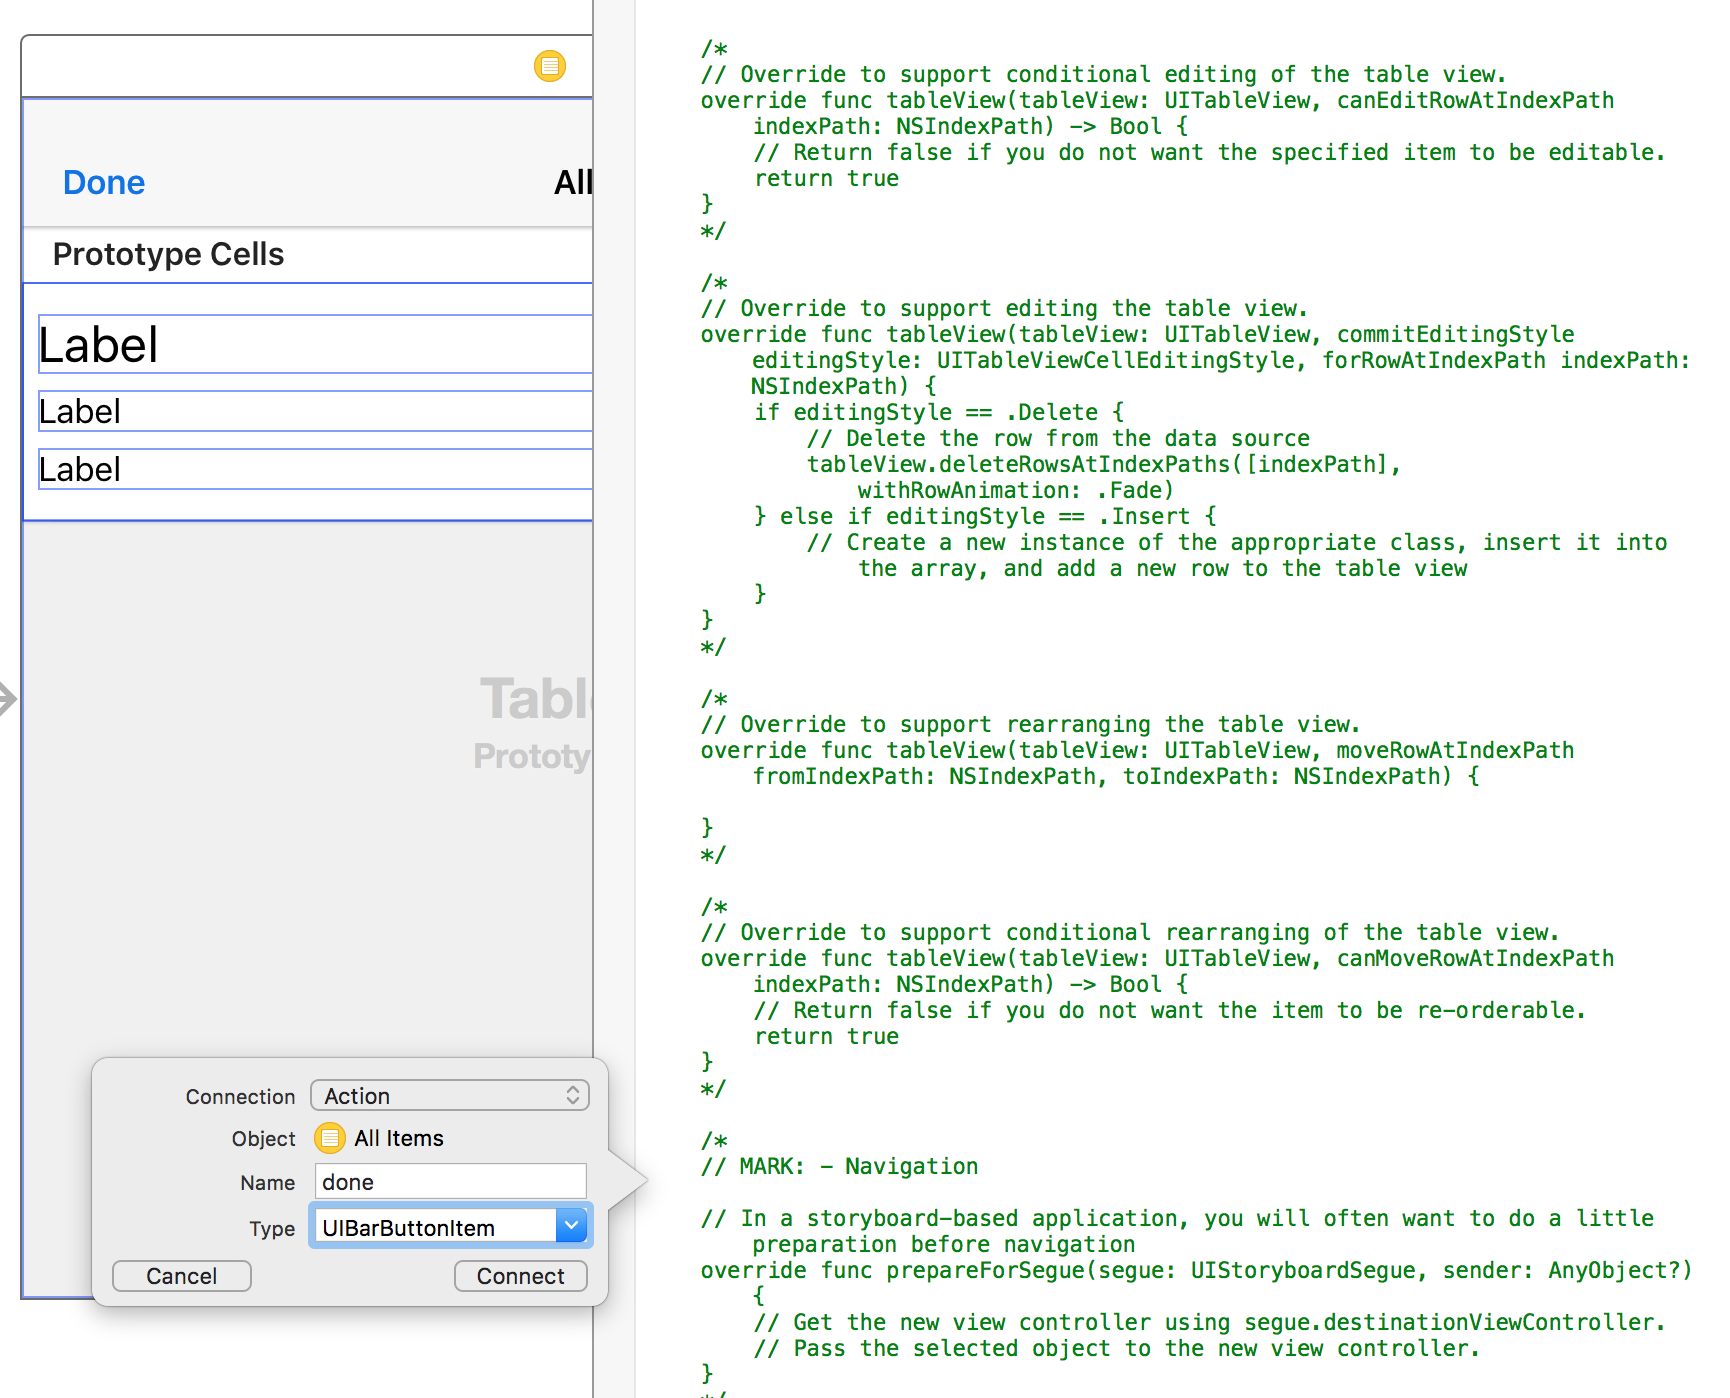 Done
All
Prototype Cells
Label
Label
Label
Prototy
Connection Action
Object All Items
Name done
Type UIBarButtonItem
Cancel Connect
/*
// Override to support conditional editing of the table view.
override func tableView(tableView: UITableView, canEditRowAtIndexPath
indexPath: NSIndexPath) -> Bool {
// Return false if you do not want the specified item to be editable.
return true
}
*/
/*
// Override to support editing the table view.
override func tableView(tableView: UITableView, commitEditingStyle
editingStyle: UITableViewCellEditingStyle, forRowAtIndexPath indexPath:
NSIndexPath) {
if editingStyle == .Delete {
// Delete the row from the data source
tableView.deleteRowsAtIndexPaths([indexPath],
withRowAnimation: .Fade)
} else if editingStyle == .Insert {
// Create a new instance of the appropriate class, insert it into
the array, and add a new row to the table view
}
}
*/
/*
// Override to support rearranging the table view.
override func tableView(tableView: UITableView, moveRowAtIndexPath
fromIndexPath: NSIndexPath, toIndexPath: NSIndexPath) {
}
*/
/*
// Override to support conditional rearranging of the table view.
override func tableView(tableView: UITableView, canMoveRowAtIndexPath
indexPath: NSIndexPath) -> Bool {
// Return false if you do not want the item to be re-orderable.
return true
}
*/
/*
// MARK: - Navigation
// In a storyboard-based application, you will often want to do a little
preparation before navigation
override func prepareForSegue(segue: UIStoryboardSegue, sender: AnyObject?)
{
// Get the new view controller using segue.destinationViewController.
// Pass the selected object to the new view controller.
}